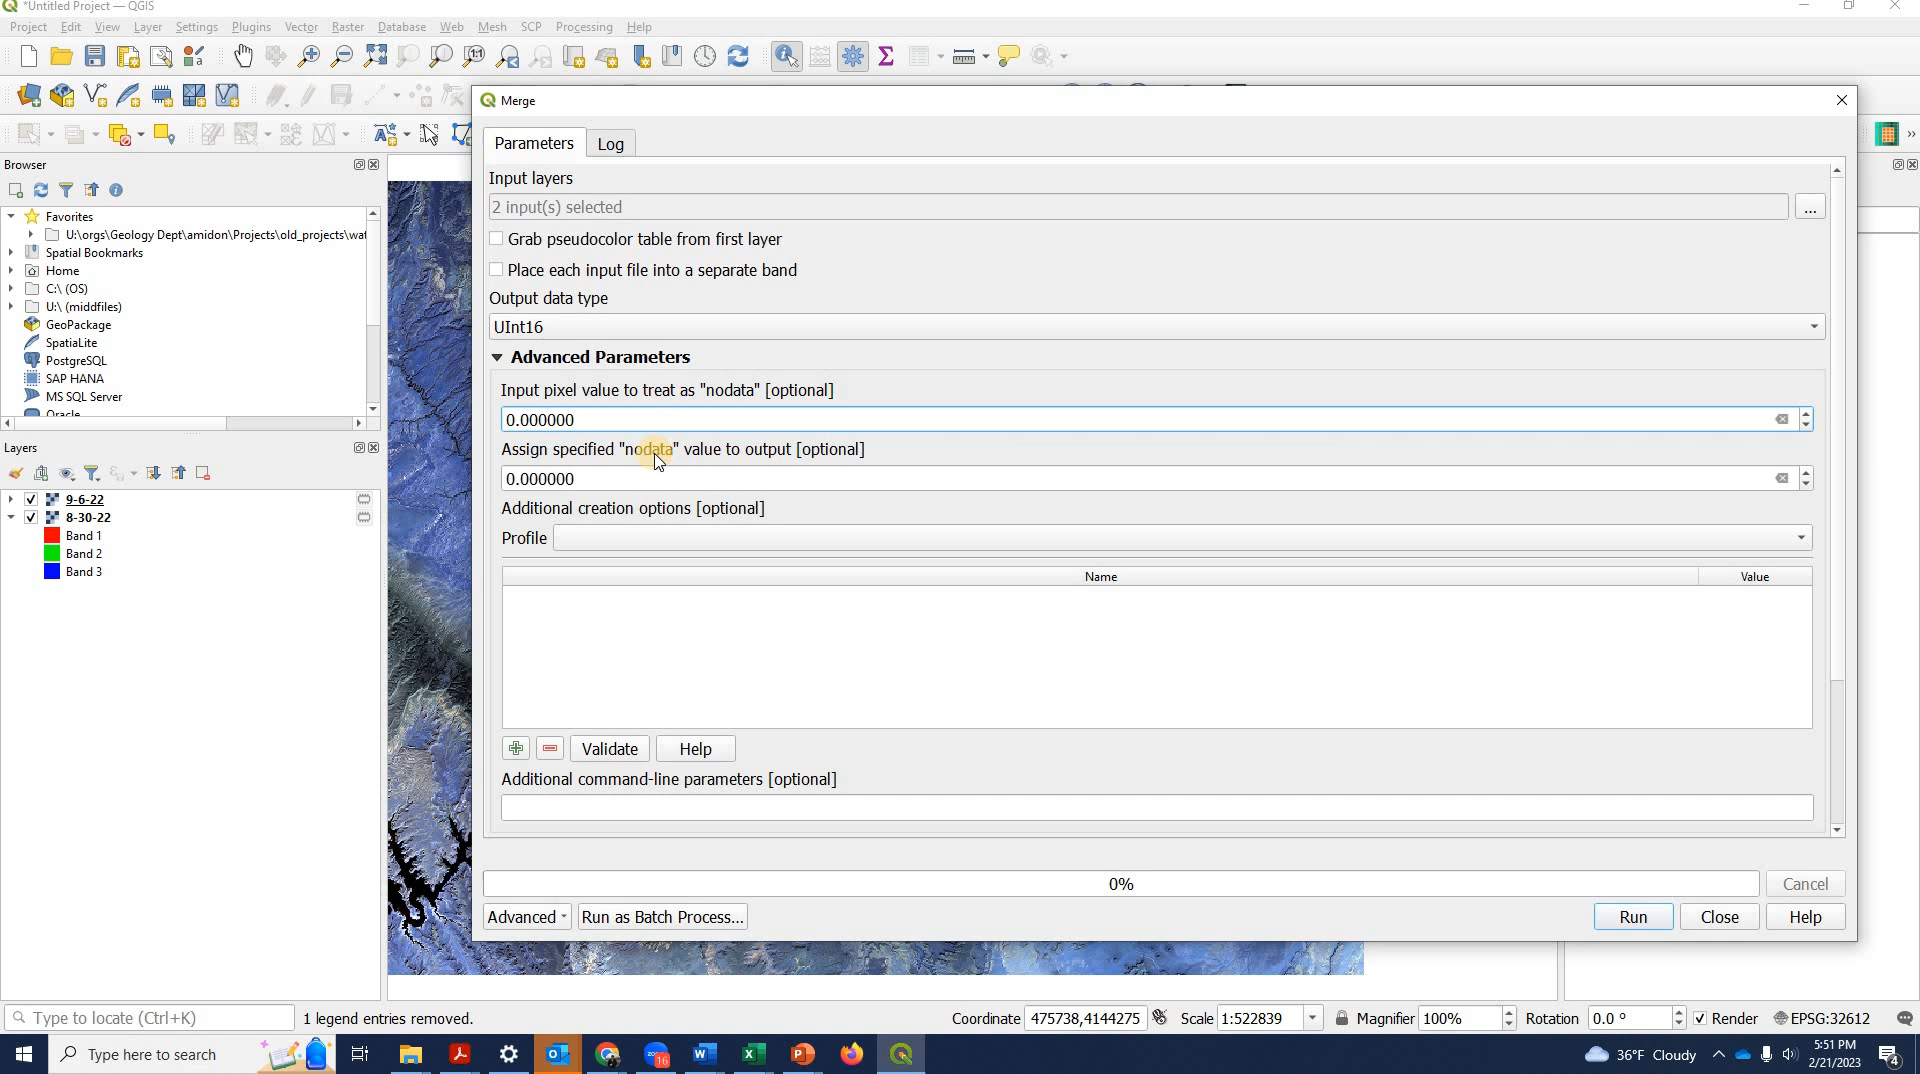 *Untitled Project — QGIS
Project Edit View Layer Settings Plugins Vector Raster Database Web Mesh SCP Processing Help
Merge
Parameters
Log
Input layers
2 input(s) selected
...
Grab pseudocolor table from first layer
Place each input file into a separate band
Output data type
UInt16
Advanced Parameters
Input pixel value to treat as "nodata" [optional]
0.000000
Assign specified "nodata" value to output [optional]
0.000000
Additional creation options [optional]
Profile
Name Value
Validate Help
Additional command-line parameters [optional]
0%
Cancel
Advanced Run as Batch Process... Run Close Help
Browser
Favorites
U:\orgs\Geology Dept\amidon\Projects\old_projects\wat
Spatial Bookmarks
Home
C:\ (OS)
U:\ (middfiles)
GeoPackage
SpatiaLite
PostgreSQL
SAP HANA
MS SQL Server
Oracle
Layers
9-6-22
8-30-22
Band 1
Band 2
Band 3
Type to locate (Ctrl+K) 1 legend entries removed. Coordinate 475738,4144275 Scale 1:522839 Magnifier 100% Rotation 0.0 ° Render EPSG:32612
Type here to search
36°F Cloudy
5:51 PM
2/21/2023